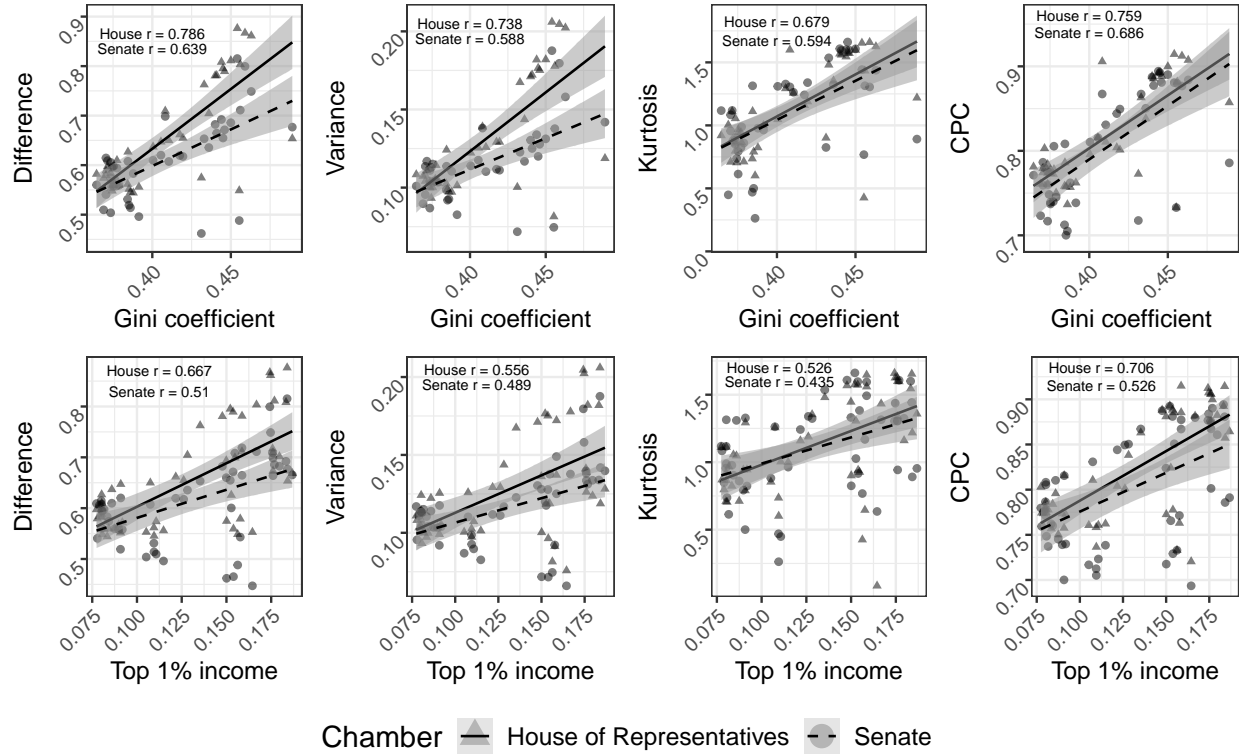 House r = 0.786
Senate r = 0.639
Difference
0.5
0.6
0.7
0.8
0.9
0.40
0.45
Gini coefficient
House r = 0.738
Senate r = 0.588
Variance
0.10
0.15
0.20
0.40
0.45
Gini coefficient
House r = 0.679
Senate r = 0.594
Kurtosis
0.0
0.5
1.0
1.5
0.40
0.45
Gini coefficient
House r = 0.759
Senate r = 0.686
CPC
0.7
0.8
0.9
0.40
0.45
Gini coefficient
House r = 0.667
Senate r = 0.51
Difference
0.5
0.6
0.7
0.8
0.075
0.100
0.125
0.150
0.175
Top 1% income
House r = 0.556
Senate r = 0.489
Variance
0.10
0.15
0.20
0.075
0.100
0.125
0.150
0.175
Top 1% income
House r = 0.526
Senate r = 0.435
Kurtosis
0.5
1.0
1.5
0.075
0.100
0.125
0.150
0.175
Top 1% income
House r = 0.706
Senate r = 0.526
CPC
0.70
0.75
0.80
0.85
0.90
0.075
0.100
0.125
0.150
0.175
Top 1% income
Chamber House of Representatives Senate